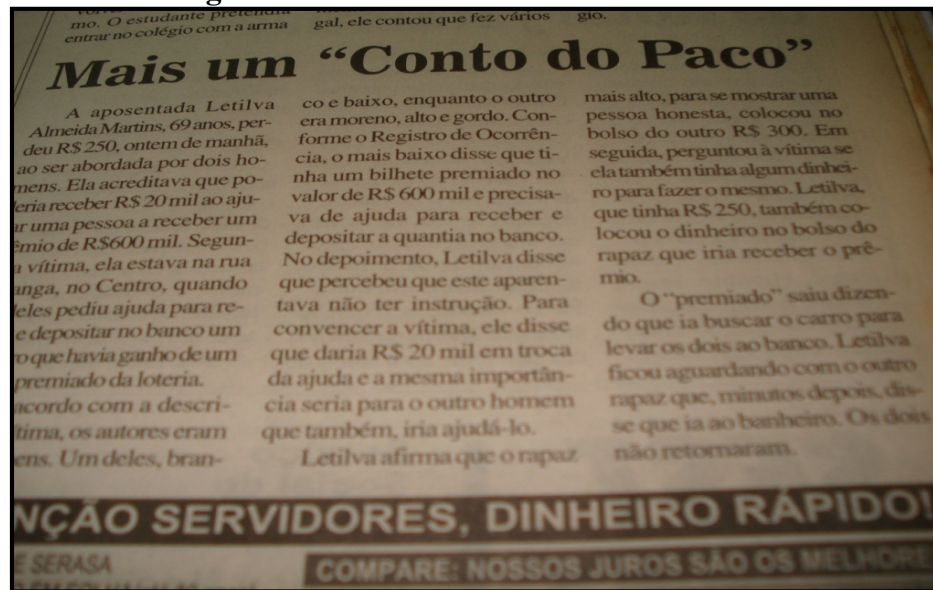 mo. O estudante pretendia
entrar no colégio com a arma
gal, ele contou que fez vários
gio.
Mais um “Conto do Paco”
A aposentada Letilva
Almeida Martins, 69 anos, per-
deu R$ 250, ontem de manhã,
ao ser abordada por dois ho-
mens. Ela acreditava que po-
eria receber R$ 20 mil ao aju-
ar uma pessoa a receber um
êmio de R$600 mil. Segun-
a vítima, ela estava na rua
anga, no Centro, quando
deles pediu ajuda para re-
e depositar no banco um
o que havia ganho de um
premiado da loteria.
acordo com a descri-
ítima, os autores eram
ens. Um deles, bran-
co e baixo, enquanto o outro
era moreno, alto e gordo. Con-
forme o Registro de Ocorrên-
cia, o mais baixo disse que ti-
nha um bilhete premiado no
valor de R$ 600 mil e precisa-
va de ajuda para receber e
depositar a quantia no banco.
No depoimento, Letilva disse
que percebeu que este aparen-
tava não ter instrução. Para
convencer a vítima, ele disse
que daria R$ 20 mil em troca
da ajuda e a mesma importân-
cia seria para o outro homem
que também, iria ajudá-lo.
Letilva afirma que o rapaz
mais alto, para se mostrar uma
pessoa honesta, colocou no
bolso do outro R$ 300. Em
seguida, perguntou à vítima se
ela também tinha algum dinhei-
ro para fazer o mesmo. Letilva,
que tinha R$ 250, também co-
locou o dinheiro no bolso do
rapaz que iria receber o prê-
mio.
O “premiado” saiu dizen-
do que ia buscar o carro para
levar os dois ao banco. Letilva
ficou aguardando com o outro
rapaz que, minutos depois, dis-
se que ia ao banheiro. Os dois
não retornaram.
NÇÃO SERVIDORES, DINHEIRO RÁPIDO!
E SERASA
COMPARE: NOSSOS JUROS SÃO OS MELHORE